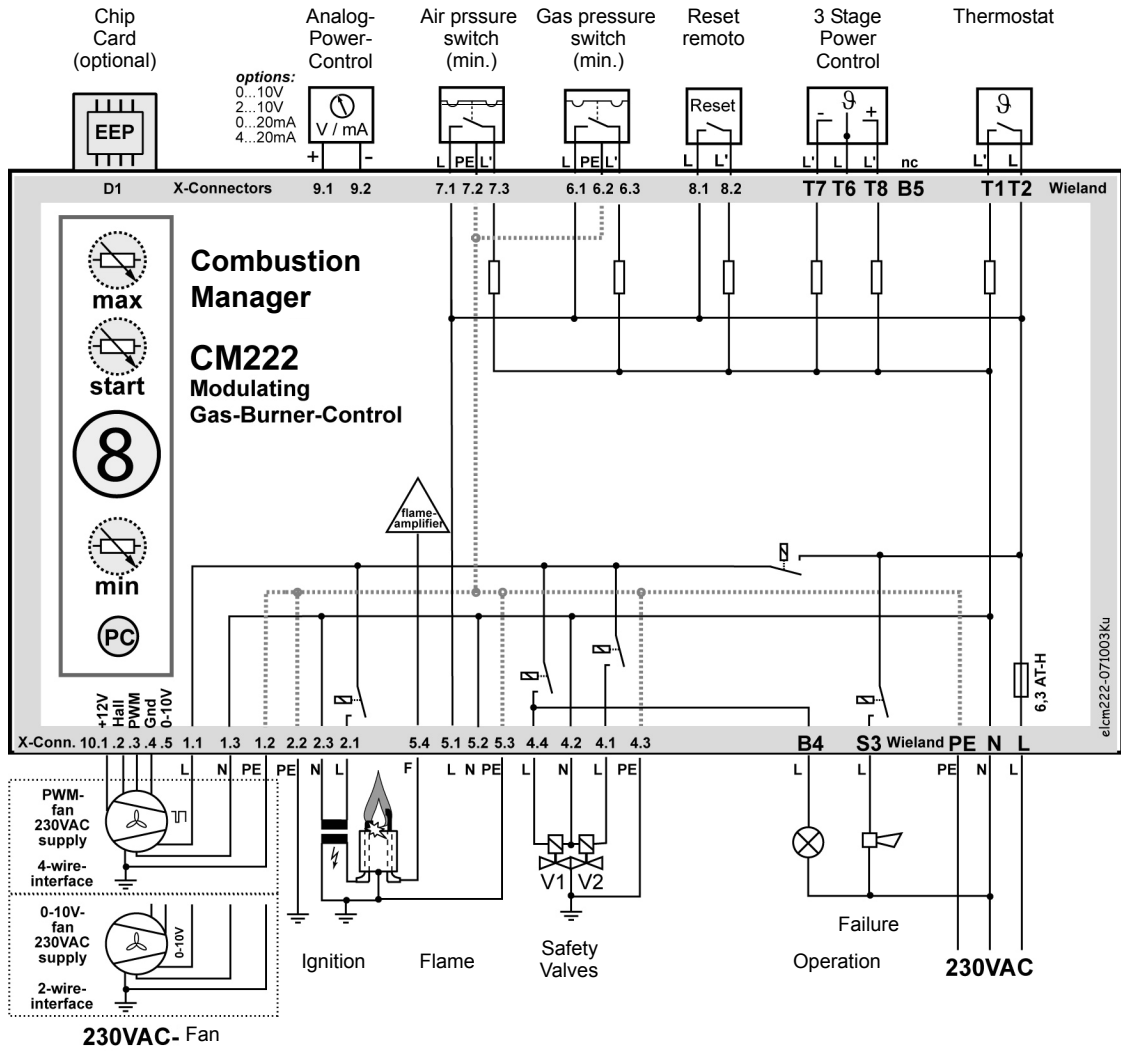 Chip
Card
(optional)
Analog-
Power-
Control
Air prssure
switch
(min.)
Gas pressure
switch
(min.)
Reset
remoto
3 Stage
Power
Control
Thermostat
options:
0...10V
2...10V
0...20mA
4...20mA
EEP
V / mA
Reset
ϑ
- ϑ +
+ -
L PE L'
L PE L'
L L'
L' L L' nc
L' L
D1 X-Connectors 9.1 9.2 7.1 7.2 7.3 6.1 6.2 6.3 8.1 8.2 T7 T6 T8 B5 T1 T2 Wieland
max
start
8
min
PC
Combustion
Manager
CM222
Modulating
Gas-Burner-Control
flame-
amplifier
6,3 AT-H
elcm222-071003Ku
+12V
Hall
PWM
Gnd
0-10V
X-Conn. 10.1 .2 .3 .4 .5 1.1 1.3 1.2 2.2 2.3 2.1 5.4 5.1 5.2 5.3 4.4 4.2 4.1 4.3 B4 S3 Wieland PE N L
L N PE PE N L F L N PE L N L PE L L PE N L
PWM-
fan
230VAC
supply
4-wire-
interface
0-10V-
fan
230VAC
supply
0-10V
2-wire-
interface
230VAC- Fan
Ignition
Flame
V1 V2
Safety
Valves
Failure
Operation
230VAC